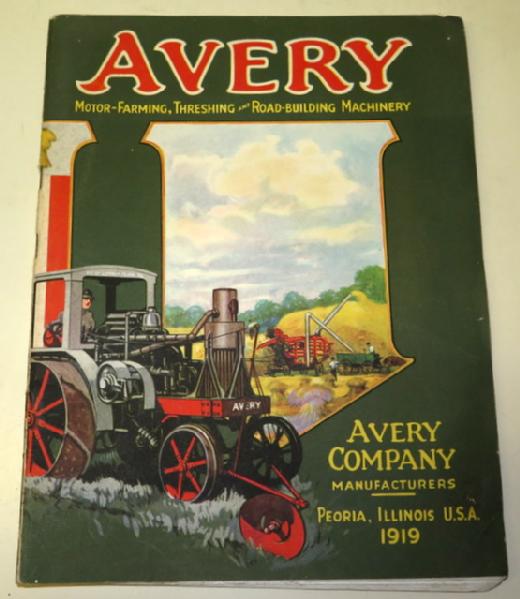 AVERY
MOTOR-FARMING, THRESHING AND ROAD-BUILDING MACHINERY
AVERY
AVERY
COMPANY
MANUFACTURERS
PEORIA, ILLINOIS U.S.A.
1919